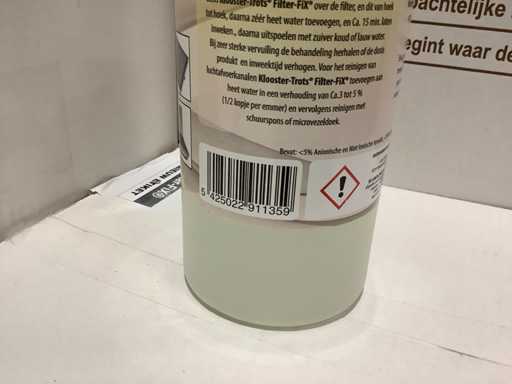 Klooster-Trots® Filter-FiX® over de filter, en dit van hoek
tot hoek, daarna zéér heet water toevoegen, en Ca. 15 min. laten
inweken., daarna uitspoelen met zuiver koud of lauw water.
Bij zeer sterke vervuiling de behandeling herhalen of de dosis
produkt en inweektijd verhogen. Voor het reinigen van
luchtafvoerkanalen Klooster-Trots® Filter-FiX® toevoegen aan
heet water in een verhouding van Ca.3 tot 5 %
(1/2 kopje per emmer) en vervolgens reinigen met
schuurspons of microvezeldoek.
Bevat: <5% Anionische en Niet Ionische
5 425022 911359
NIEUW ETIKET
achtelijke
egint waar de